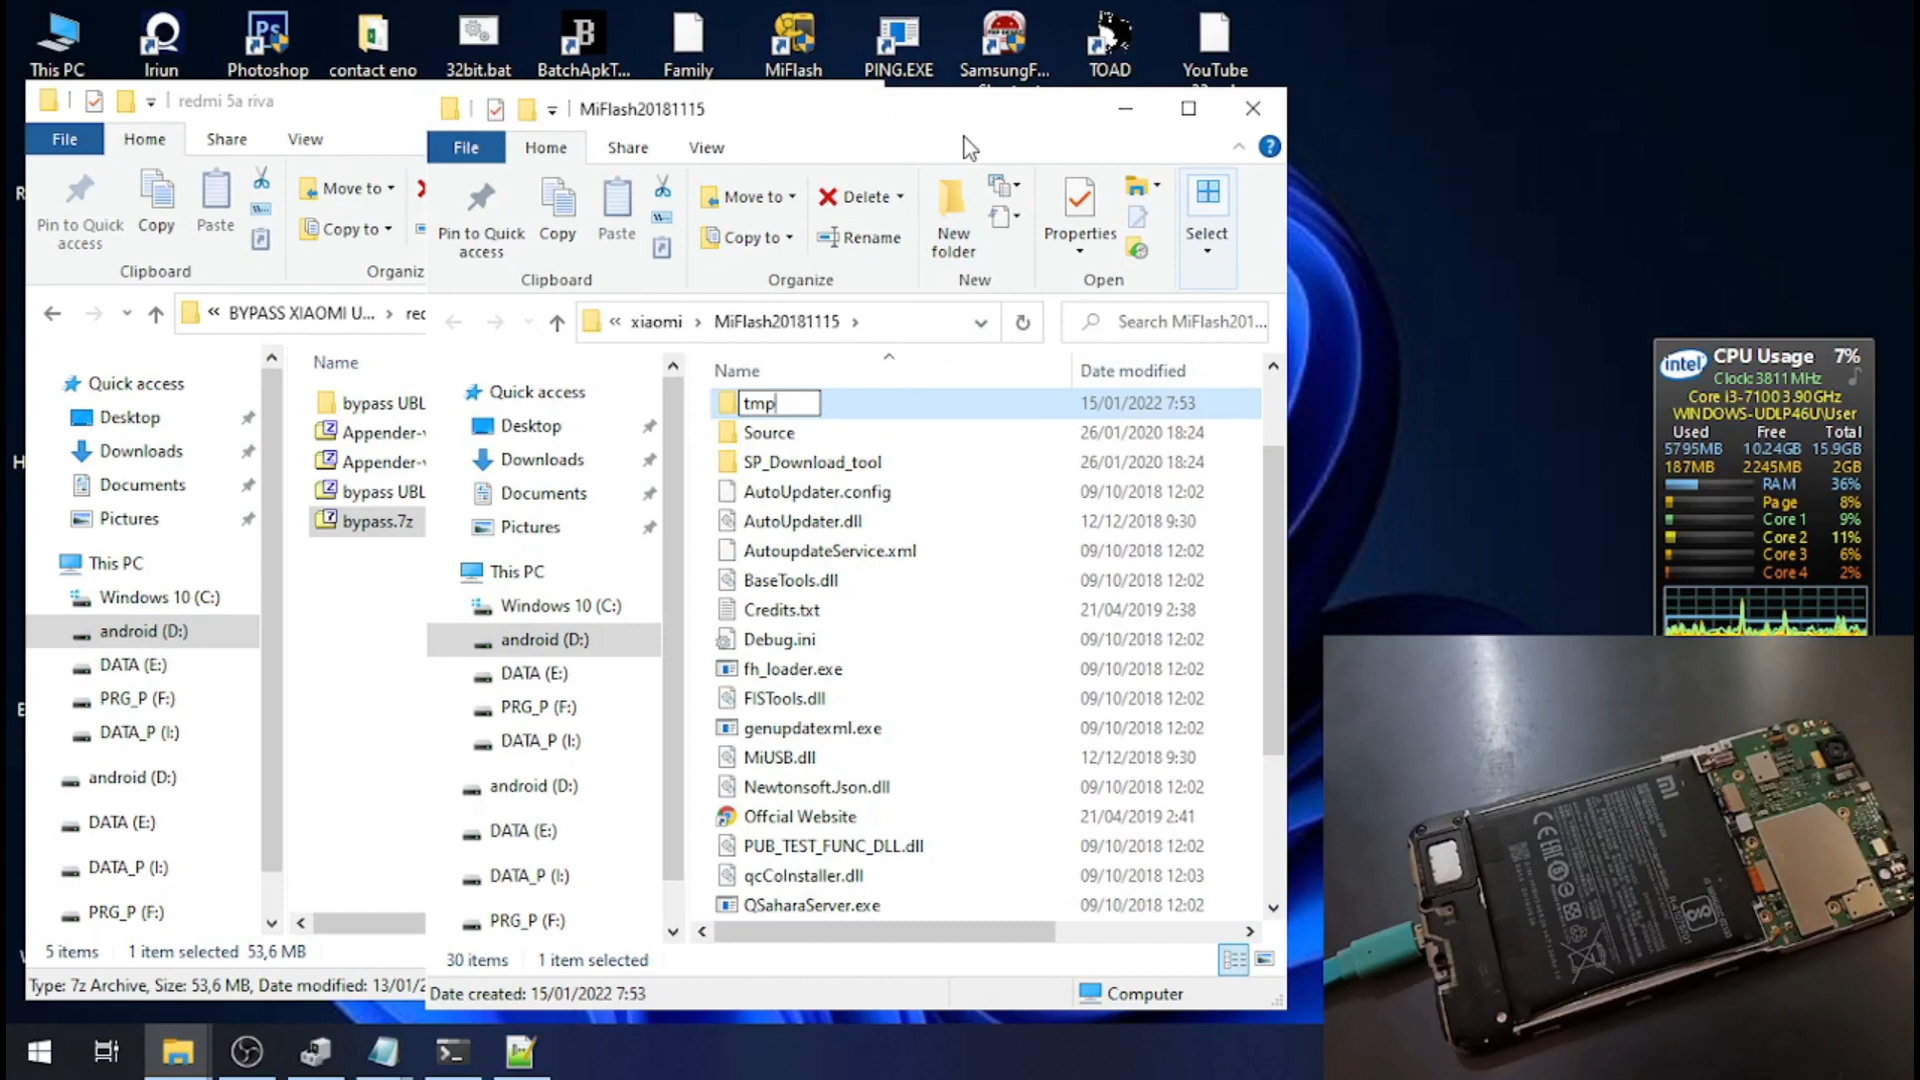 This PC
Iriun
Photoshop
contact eno
32bit.bat
BatchApkT...
Family
MiFlash
PING.EXE
SamsungF...
TOAD
YouTube
redmi 5a riva
File
Home
Share
View
Pin to Quick access
Copy
Paste
Move to
Copy to
Clipboard
Organiz
« BYPASS XIAOMI U... › rec
Quick access
Desktop
Downloads
Documents
Pictures
This PC
Windows 10 (C:)
android (D:)
DATA (E:)
PRG_P (F:)
DATA_P (I:)
android (D:)
DATA (E:)
DATA_P (I:)
PRG_P (F:)
Name
bypass UBL
Appender-v
Appender-v
bypass UBL
bypass.7z
5 items 1 item selected 53,6 MB
Type: 7z Archive, Size: 53,6 MB, Date modified: 13/01/2
MiFlash20181115
File
Home
Share
View
Pin to Quick access
Copy
Paste
Clipboard
Move to
Copy to
Delete
Rename
Organize
New folder
New
Properties
Open
Select
« xiaomi › MiFlash20181115 ›
Search MiFlash201...
Quick access
Desktop
Downloads
Documents
Pictures
This PC
Windows 10 (C:)
android (D:)
DATA (E:)
PRG_P (F:)
DATA_P (I:)
android (D:)
DATA (E:)
DATA_P (I:)
PRG_P (F:)
Name Date modified
tmp 15/01/2022 7:53
Source 26/01/2020 18:24
SP_Download_tool 26/01/2020 18:24
AutoUpdater.config 09/10/2018 12:02
AutoUpdater.dll 12/12/2018 9:30
AutoupdateService.xml 09/10/2018 12:02
BaseTools.dll 09/10/2018 12:02
Credits.txt 21/04/2019 2:38
Debug.ini 09/10/2018 12:02
fh_loader.exe 09/10/2018 12:02
FISTools.dll 09/10/2018 12:02
genupdatexml.exe 09/10/2018 12:02
MiUSB.dll 12/12/2018 9:30
Newtonsoft.Json.dll 09/10/2018 12:02
Offcial Website 21/04/2019 2:41
PUB_TEST_FUNC_DLL.dll 09/10/2018 12:02
qcCoInstaller.dll 09/10/2018 12:03
QSaharaServer.exe 09/10/2018 12:02
30 items 1 item selected
Date created: 15/01/2022 7:53
Computer
intel
CPU Usage 7%
Clock: 3811MHz
Core i3-7100 3.90GHz
WINDOWS-UDLP46U\User
Used Free Total
5795MB 10.24GB 15.9GB
187MB 2245MB 2GB
RAM 36%
Page 8%
Core 1 9%
Core 2 11%
Core 3 6%
Core 4 2%
mi